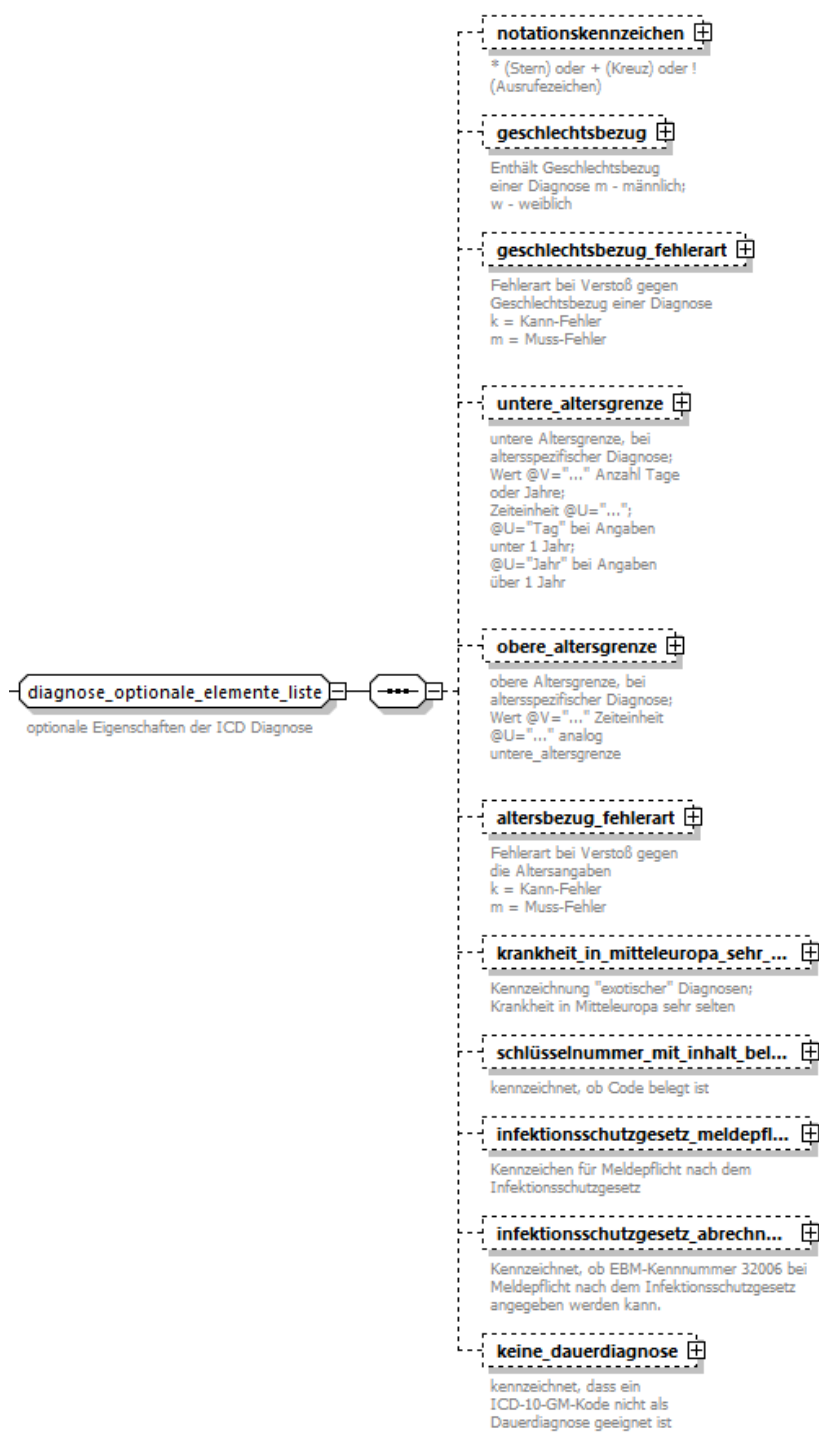 notationskennzeichen
* (Stern) oder + (Kreuz) oder !
(Ausrufezeichen)
geschlechtsbezug
Enthält Geschlechtsbezug
einer Diagnose m - männlich;
w - weiblich
geschlechtsbezug_fehlerart
Fehlerart bei Verstoß gegen
Geschlechtsbezug einer Diagnose
k = Kann-Fehler
m = Muss-Fehler
untere_altersgrenze
untere Altersgrenze, bei
altersspezifischer Diagnose;
Wert @V="..." Anzahl Tage
oder Jahre;
Zeiteinheit @U="...";
@U="Tag" bei Angaben
unter 1 Jahr;
@U="Jahr" bei Angaben
über 1 Jahr
diagnose_optionale_elemente_liste
optionale Eigenschaften der ICD Diagnose
obere_altersgrenze
obere Altersgrenze, bei
altersspezifischer Diagnose;
Wert @V="..." Zeiteinheit
@U="..." analog
untere_altersgrenze
altersbezug_fehlerart
Fehlerart bei Verstoß gegen
die Altersangaben
k = Kann-Fehler
m = Muss-Fehler
krankheit_in_mitteleuropa_sehr_...
Kennzeichnung "exotischer" Diagnosen;
Krankheit in Mitteleuropa sehr selten
schlüsselnummer_mit_inhalt_bel...
kennzeichnet, ob Code belegt ist
infektionsschutzgesetz_meldepfl...
Kennzeichen für Meldepflicht nach dem
Infektionsschutzgesetz
infektionsschutzgesetz_abrechn...
Kennzeichnet, ob EBM-Kennnummer 32006 bei
Meldepflicht nach dem Infektionsschutzgesetz
angegeben werden kann.
keine_dauerdiagnose
kennzeichnet, dass ein
ICD-10-GM-Kode nicht als
Dauerdiagnose geeignet ist